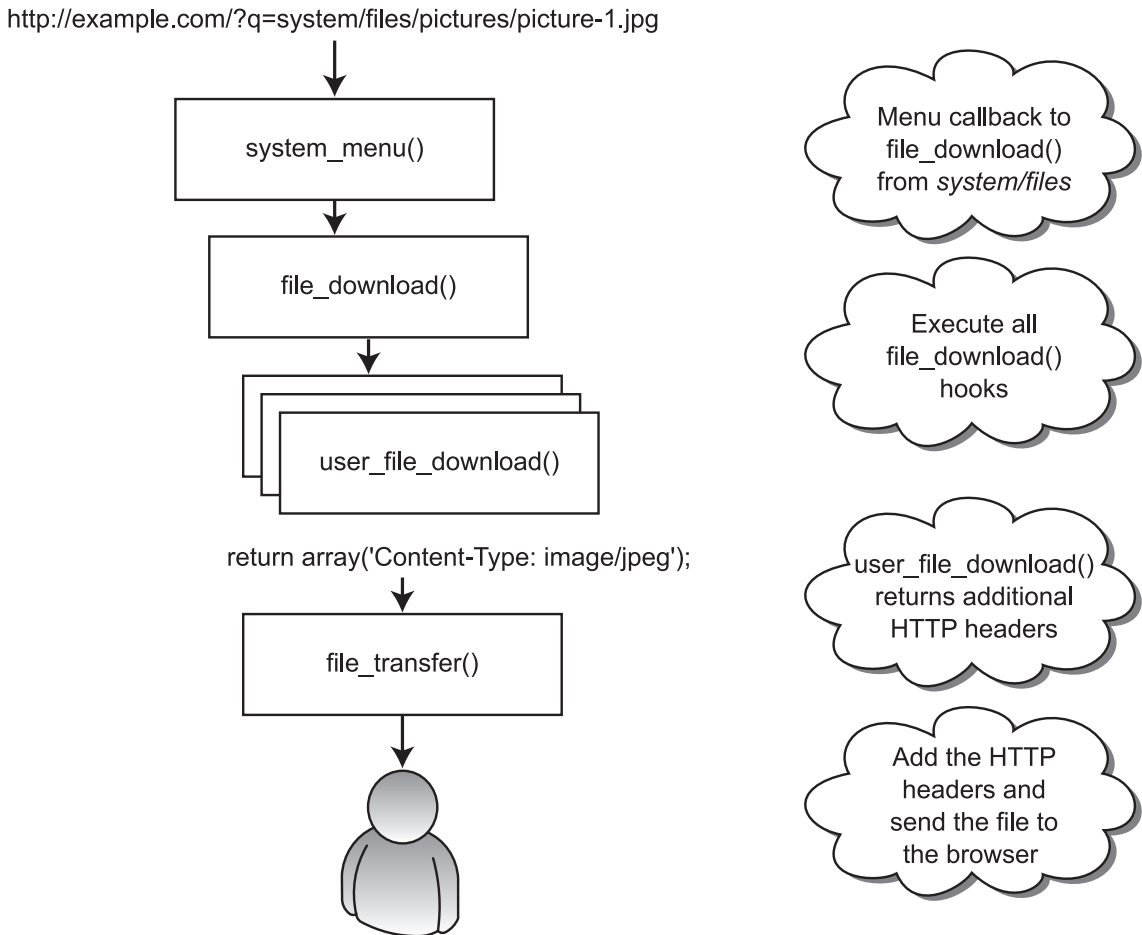 http://example.com/?q=system/files/pictures/picture-1.jpg
system_menu()
Menu callback to
file_download()
from system/files
file_download()
Execute all
file_download()
hooks
user_file_download()
return array('Content-Type: image/jpeg');
user_file_download()
returns additional
HTTP headers
file_transfer()
Add the HTTP
headers and
send the file to
the browser